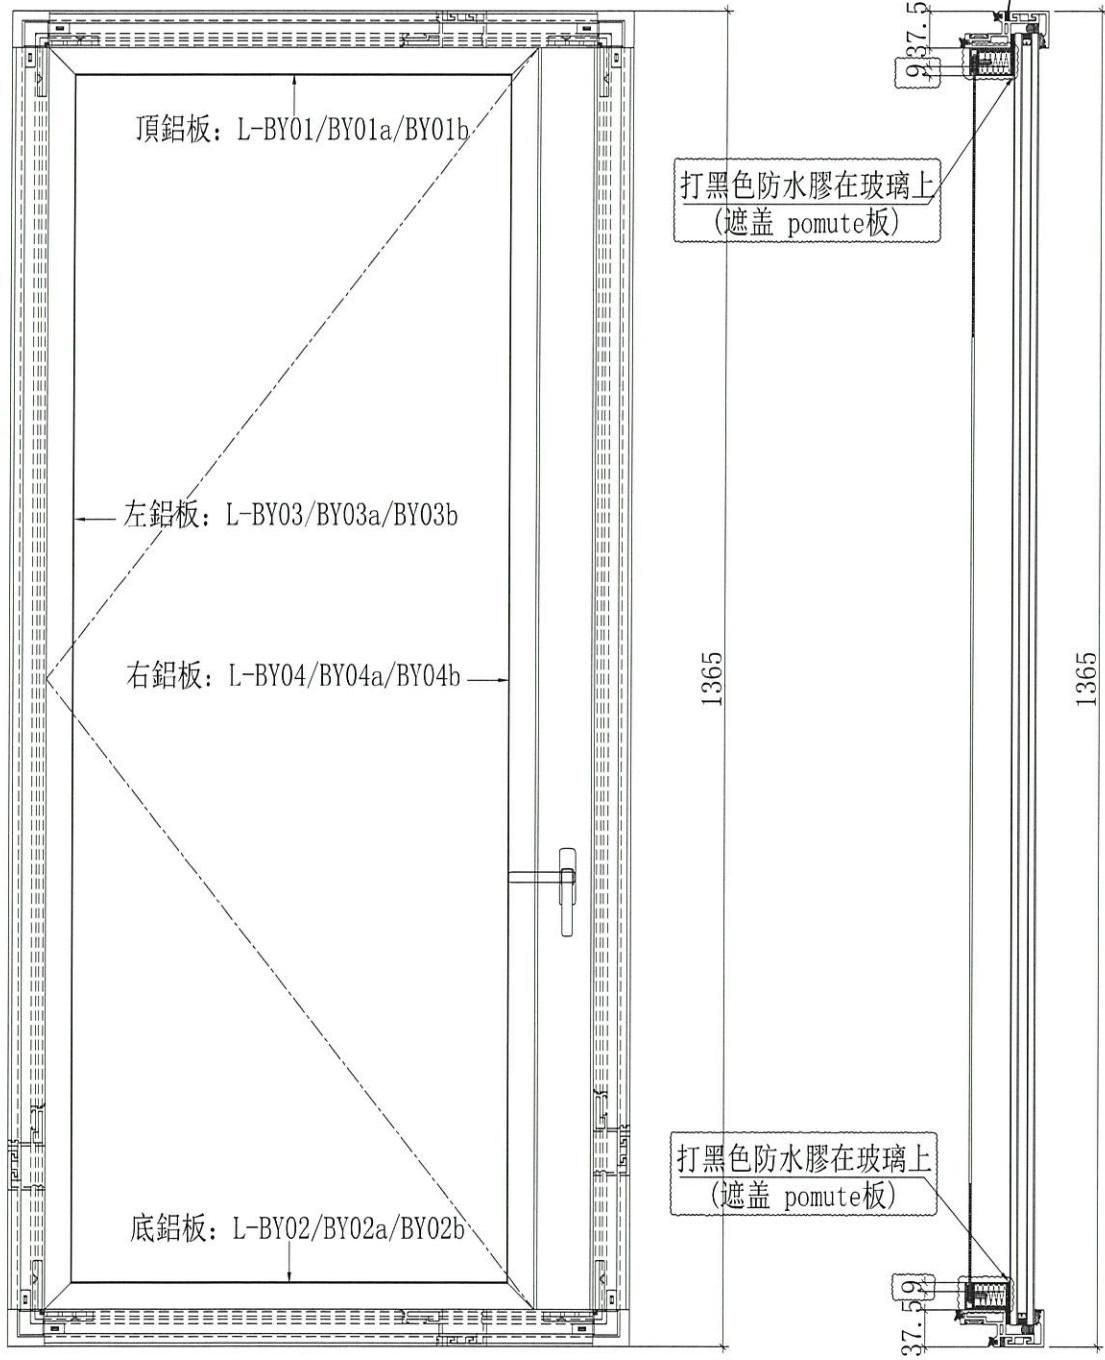 37.5
9
頂鋁板: L-BY01/BY01a/BY01b
打黑色防水膠在玻璃上
(遮盖 pomute板)
左鋁板: L-BY03/BY03a/BY03b
右鋁板: L-BY04/BY04a/BY04b
1365
1365
打黑色防水膠在玻璃上
(遮盖 pomute板)
底鋁板: L-BY02/BY02a/BY02b
9
37.5